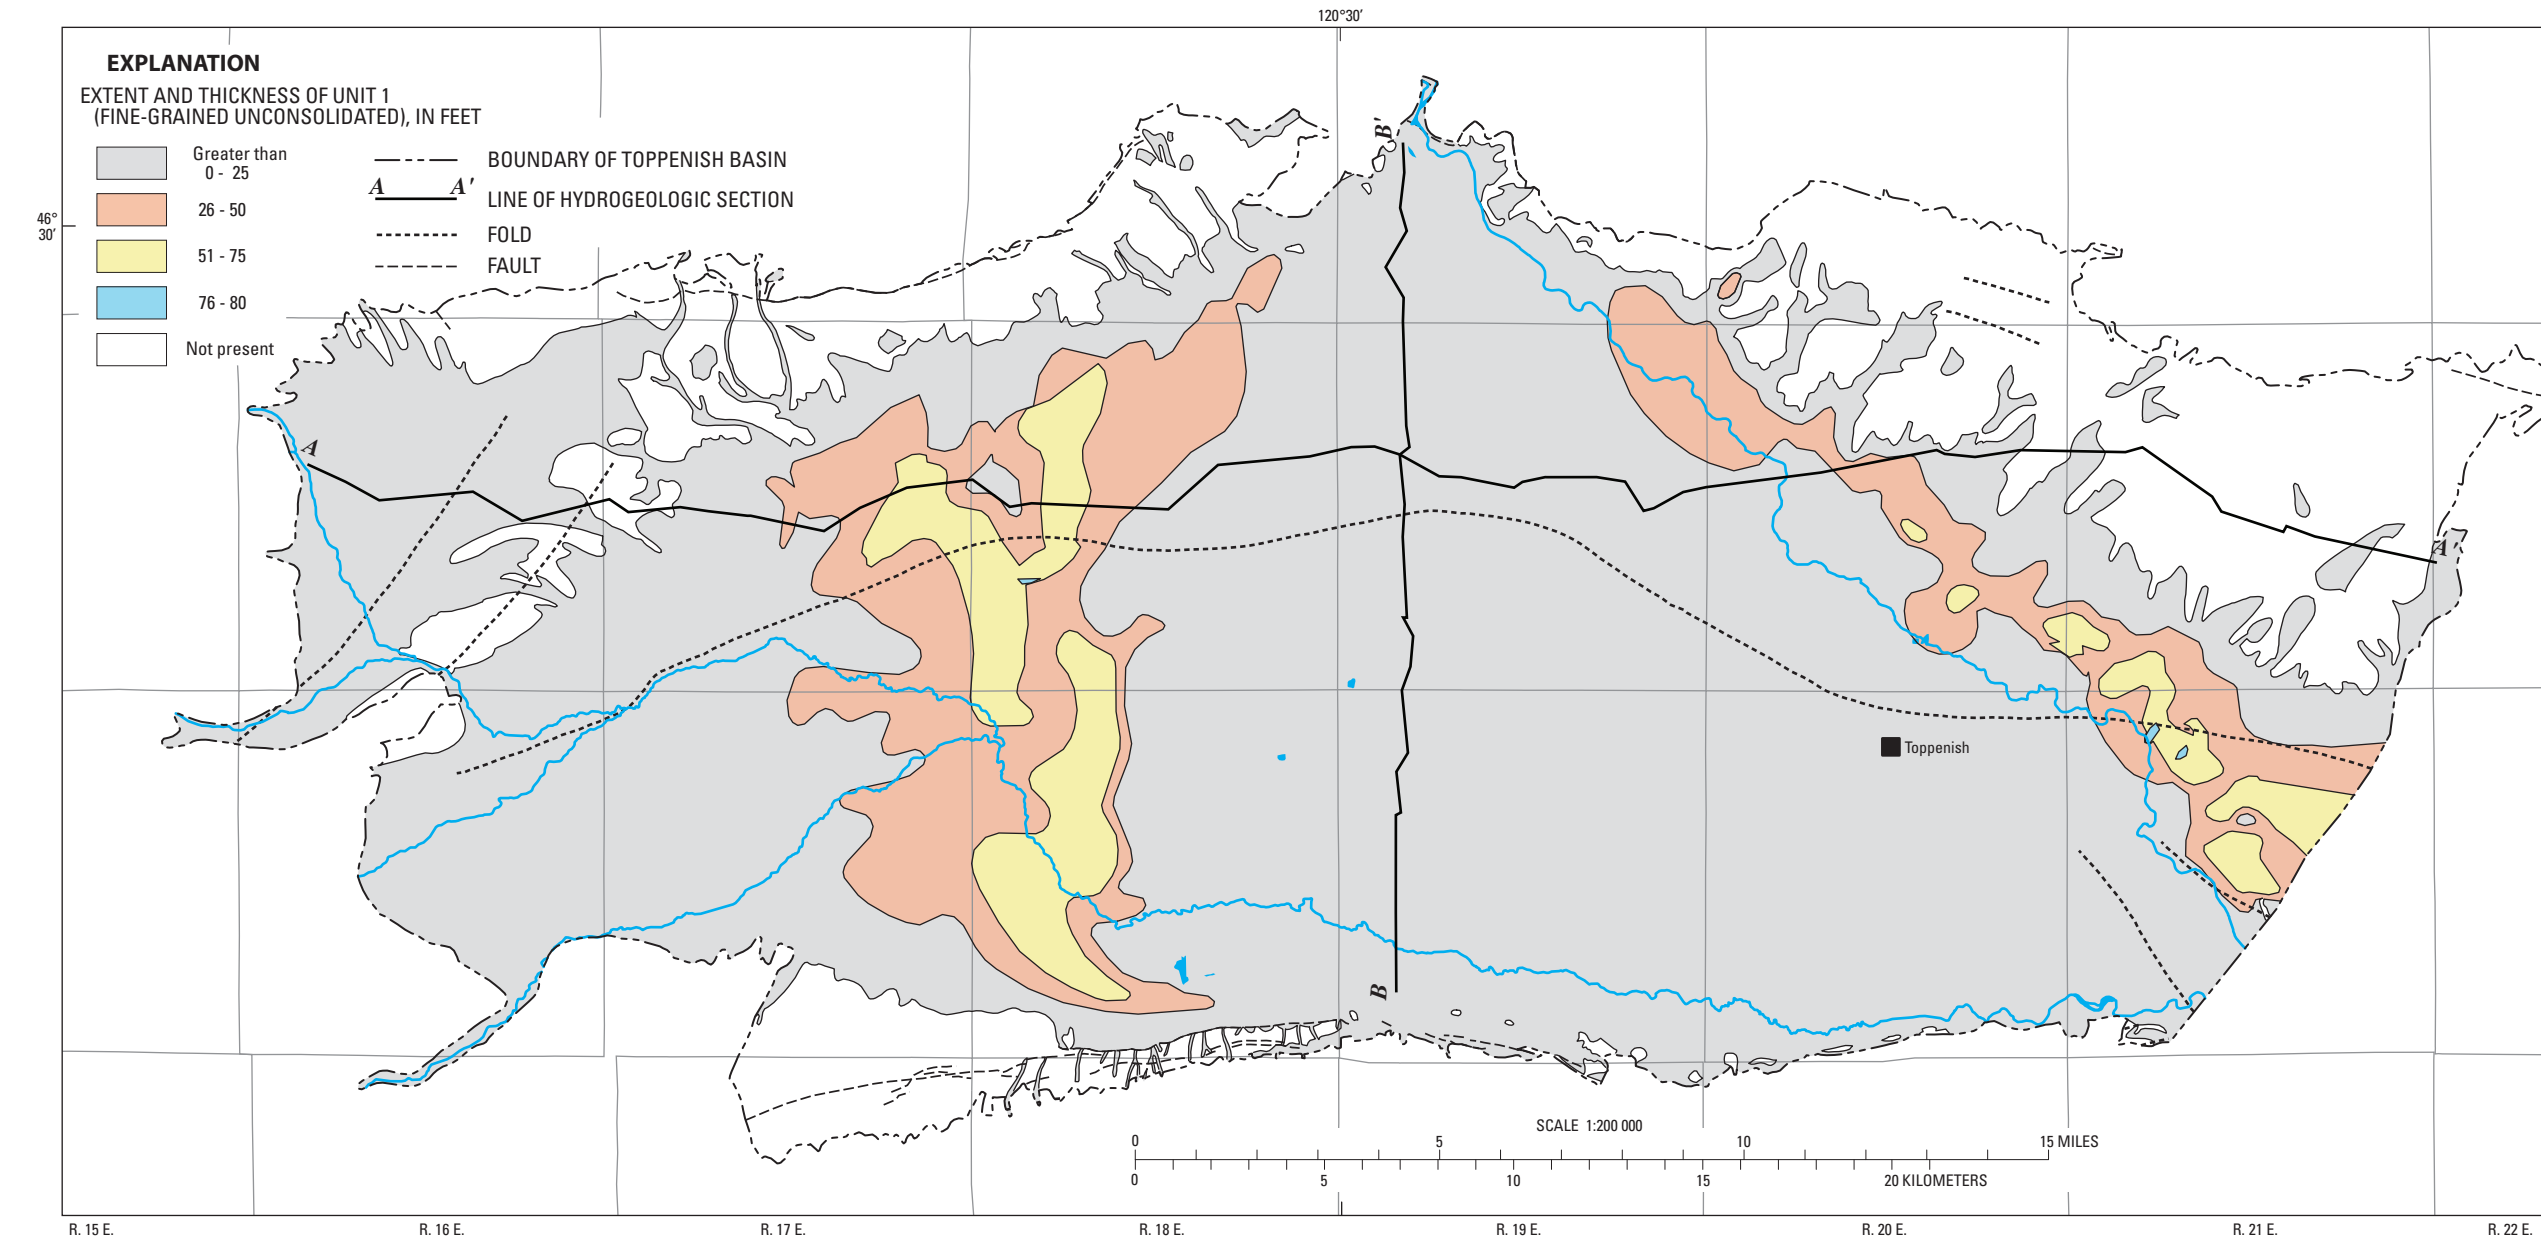 120°30′
EXPLANATION
EXTENT AND THICKNESS OF UNIT 1
(FINE-GRAINED UNCONSOLIDATED), IN FEET
Greater than
0 - 25
26 - 50
51 - 75
76 - 80
Not present
BOUNDARY OF TOPPENISH BASIN
A A′
LINE OF HYDROGEOLOGIC SECTION
FOLD
FAULT
46°
30′
B′
A
A′
Toppenish
B
SCALE 1:200 000
0 5 10 15 MILES
0 5 10 15 20 KILOMETERS
R. 15 E. R. 16 E. R. 17 E. R. 18 E. R. 19 E. R. 20 E. R. 21 E. R. 22 E.